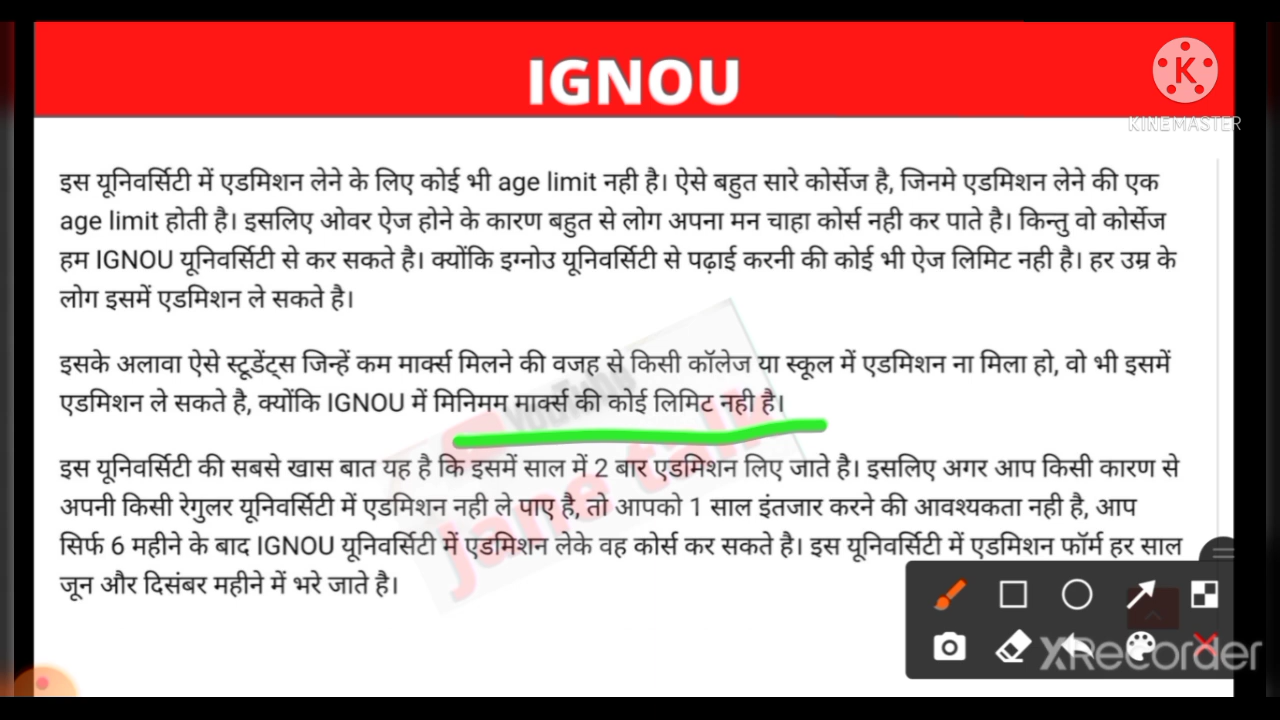 IGNOU
KINEMASTER
इस यूनिवर्सिटी में एडमिशन लेने के लिए कोई भी age limit नही है। ऐसे बहुत सारे कोर्सेज है, जिनमे एडमिशन लेने की एक
age limit होती है। इसलिए ओवर ऐज होने के कारण बहुत से लोग अपना मन चाहा कोर्स नही कर पाते है। किन्तु वो कोर्सेज
हम IGNOU यूनिवर्सिटी से कर सकते है। क्योंकि इग्नोउ यूनिवर्सिटी से पढ़ाई करनी की कोई भी ऐज लिमिट नही है। हर उम्र के
लोग इसमें एडमिशन ले सकते है।
इसके अलावा ऐसे स्टूडेंट्स जिन्हें कम मार्क्स मिलने की वजह से किसी कॉलेज या स्कूल में एडमिशन ना मिला हो, वो भी इसमें
एडमिशन ले सकते है, क्योंकि IGNOU में मिनिमम मार्क्स की कोई लिमिट नही है।
YouTube
इस यूनिवर्सिटी की सबसे खास बात यह है कि इसमें साल में 2 बार एडमिशन लिए जाते है। इसलिए अगर आप किसी कारण से
अपनी किसी रेगुलर यूनिवर्सिटी में एडमिशन नही ले पाए है, तो आपको 1 साल इंतजार करने की आवश्यकता नही है, आप
Jane talk
सिर्फ 6 महीने के बाद IGNOU यूनिवर्सिटी में एडमिशन लेके वह कोर्स कर सकते है। इस यूनिवर्सिटी में एडमिशन फॉर्म हर साल
जून और दिसंबर महीने में भरे जाते है।
XRecorder